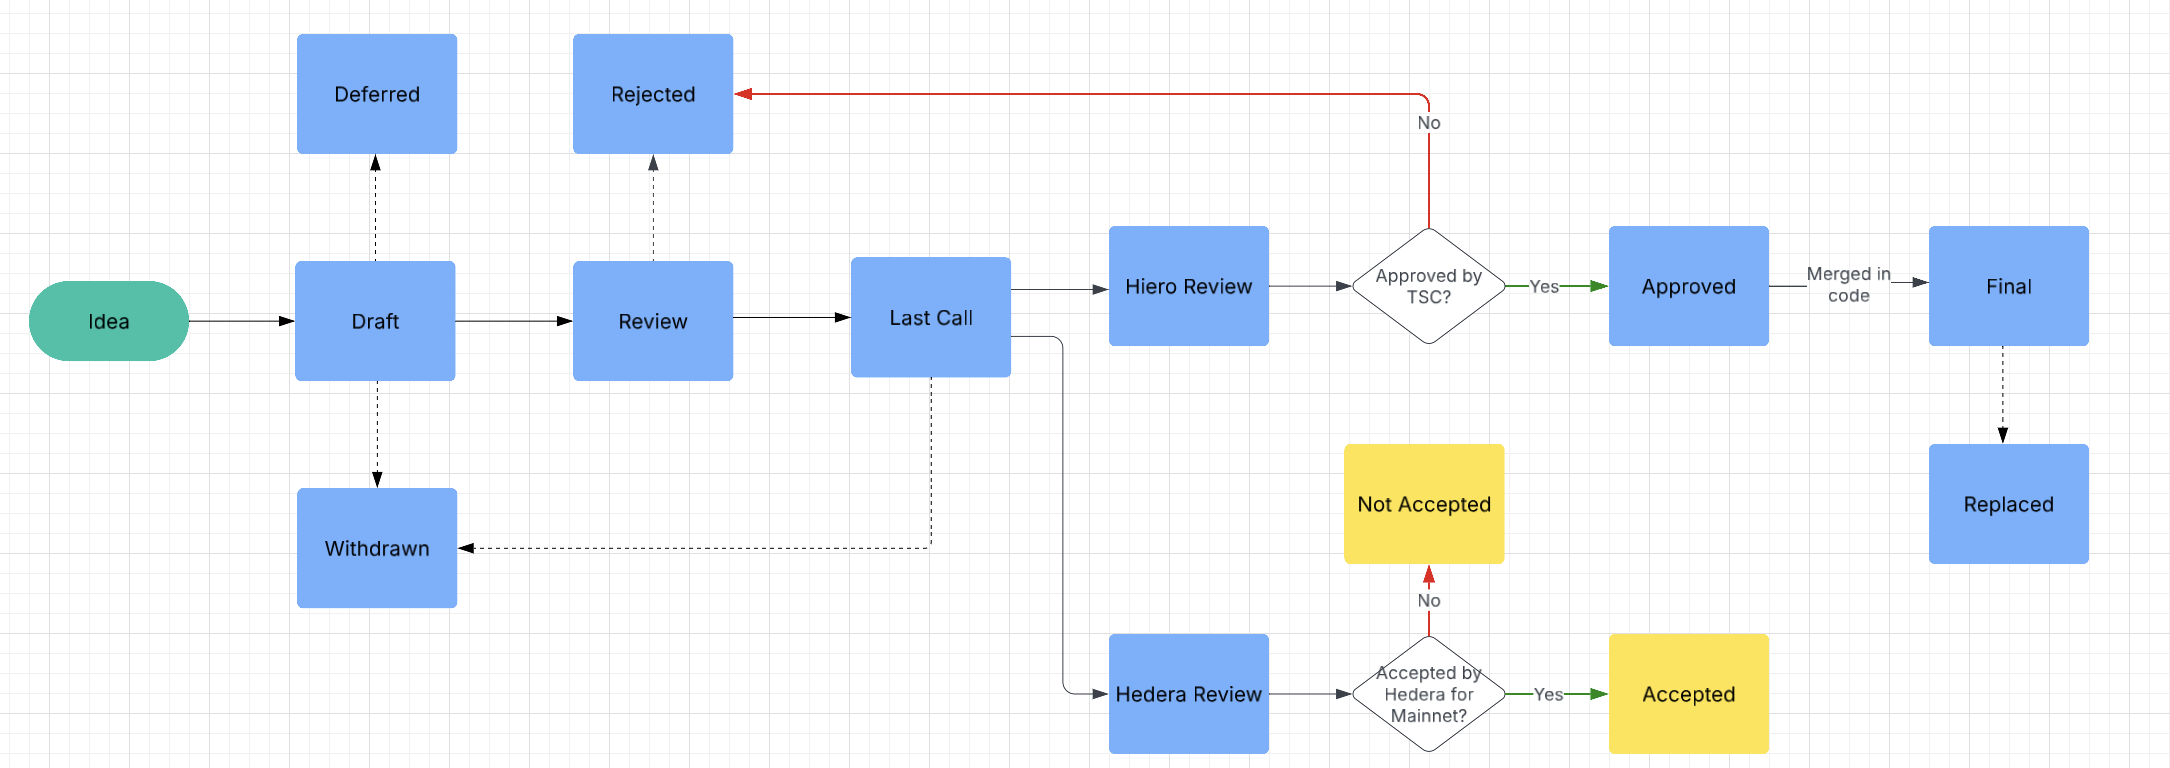 Deferred
Rejected
No
Idea
Draft
Review
Last Call
Hiero Review
Approved by
TSC?
Yes
Approved
Merged in
code
Final
Withdrawn
Not Accepted
Replaced
No
Hedera Review
Accepted by
Hedera for
Mainnet?
Yes
Accepted